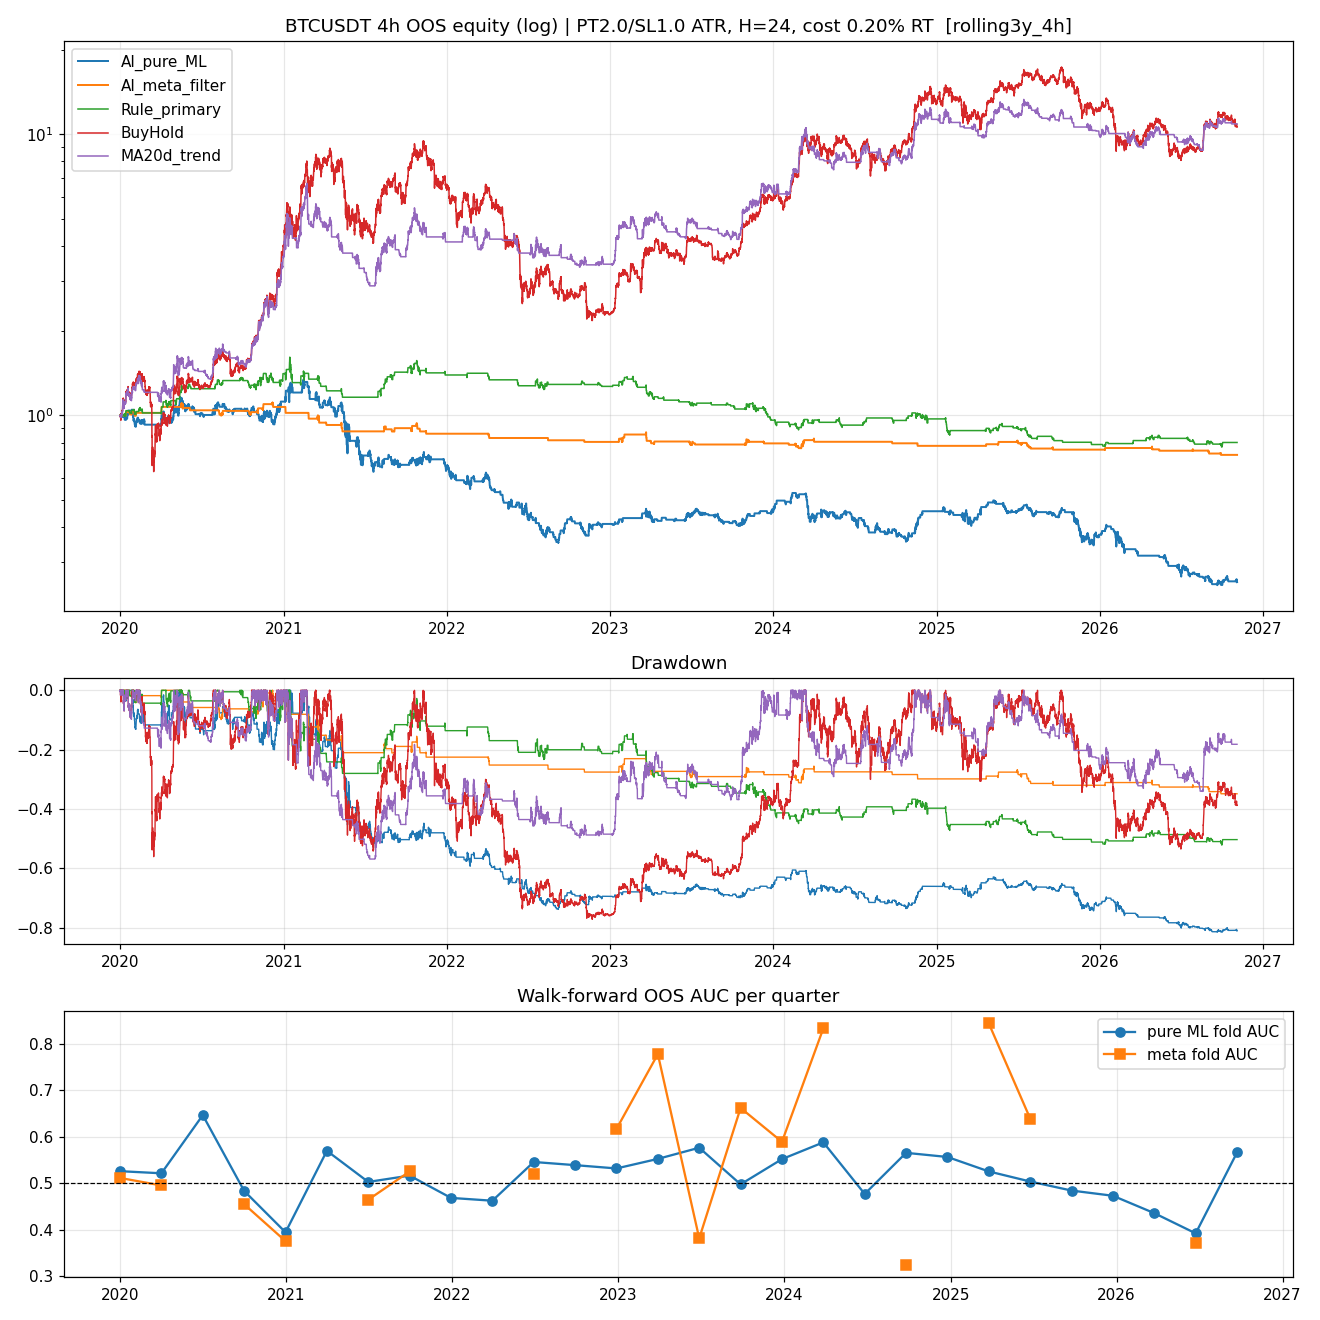 BTCUSDT 4h OOS equity (log) | PT2.0/SL1.0 ATR, H=24, cost 0.20% RT  [rolling3y_4h]
AI_pure_ML
AI_meta_filter
Rule_primary
BuyHold
MA20d_trend
10¹
10⁰
2020 2021 2022 2023 2024 2025 2026 2027
Drawdown
0.0
−0.2
−0.4
−0.6
−0.8
2020 2021 2022 2023 2024 2025 2026 2027
Walk-forward OOS AUC per quarter
pure ML fold AUC
meta fold AUC
0.8
0.7
0.6
0.5
0.4
0.3
2020 2021 2022 2023 2024 2025 2026 2027